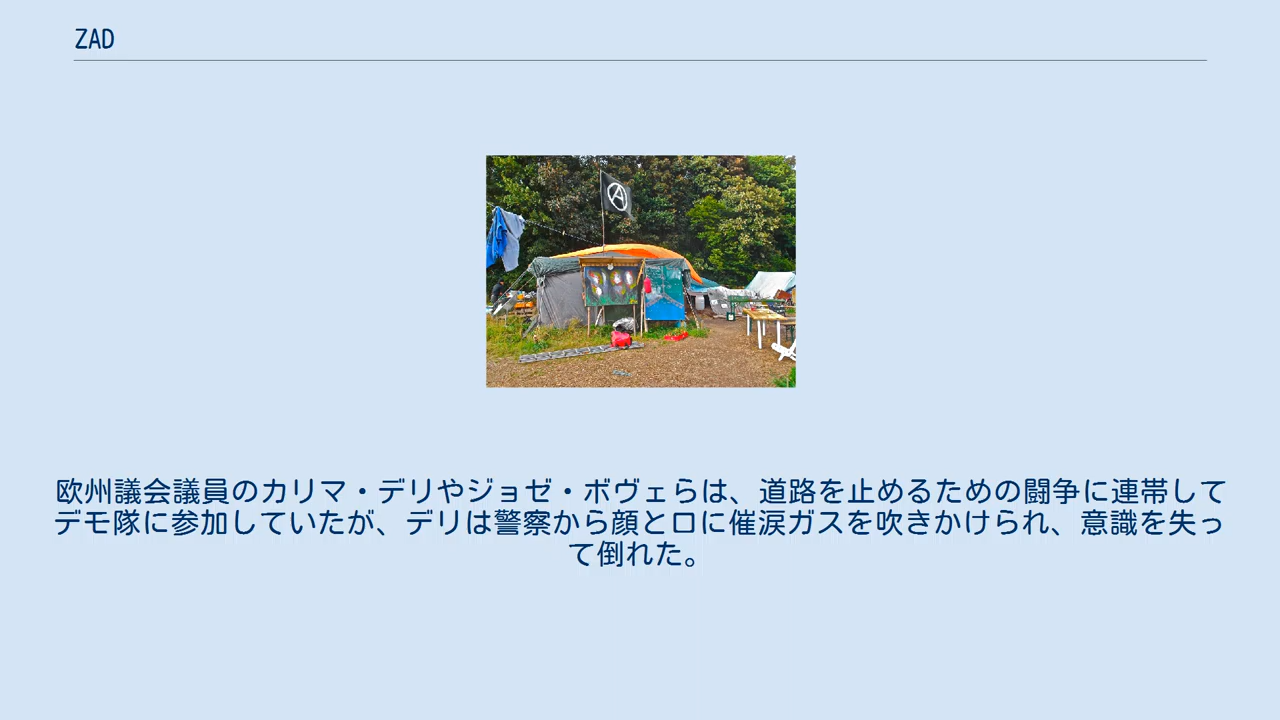 ZAD
欧州議会議員のカリマ・デリやジョゼ・ボヴェらは、道路を止めるための闘争に連帯して
デモ隊に参加していたが、デリは警察から顔と口に催涙ガスを吹きかけられ、意識を失っ
て倒れた。